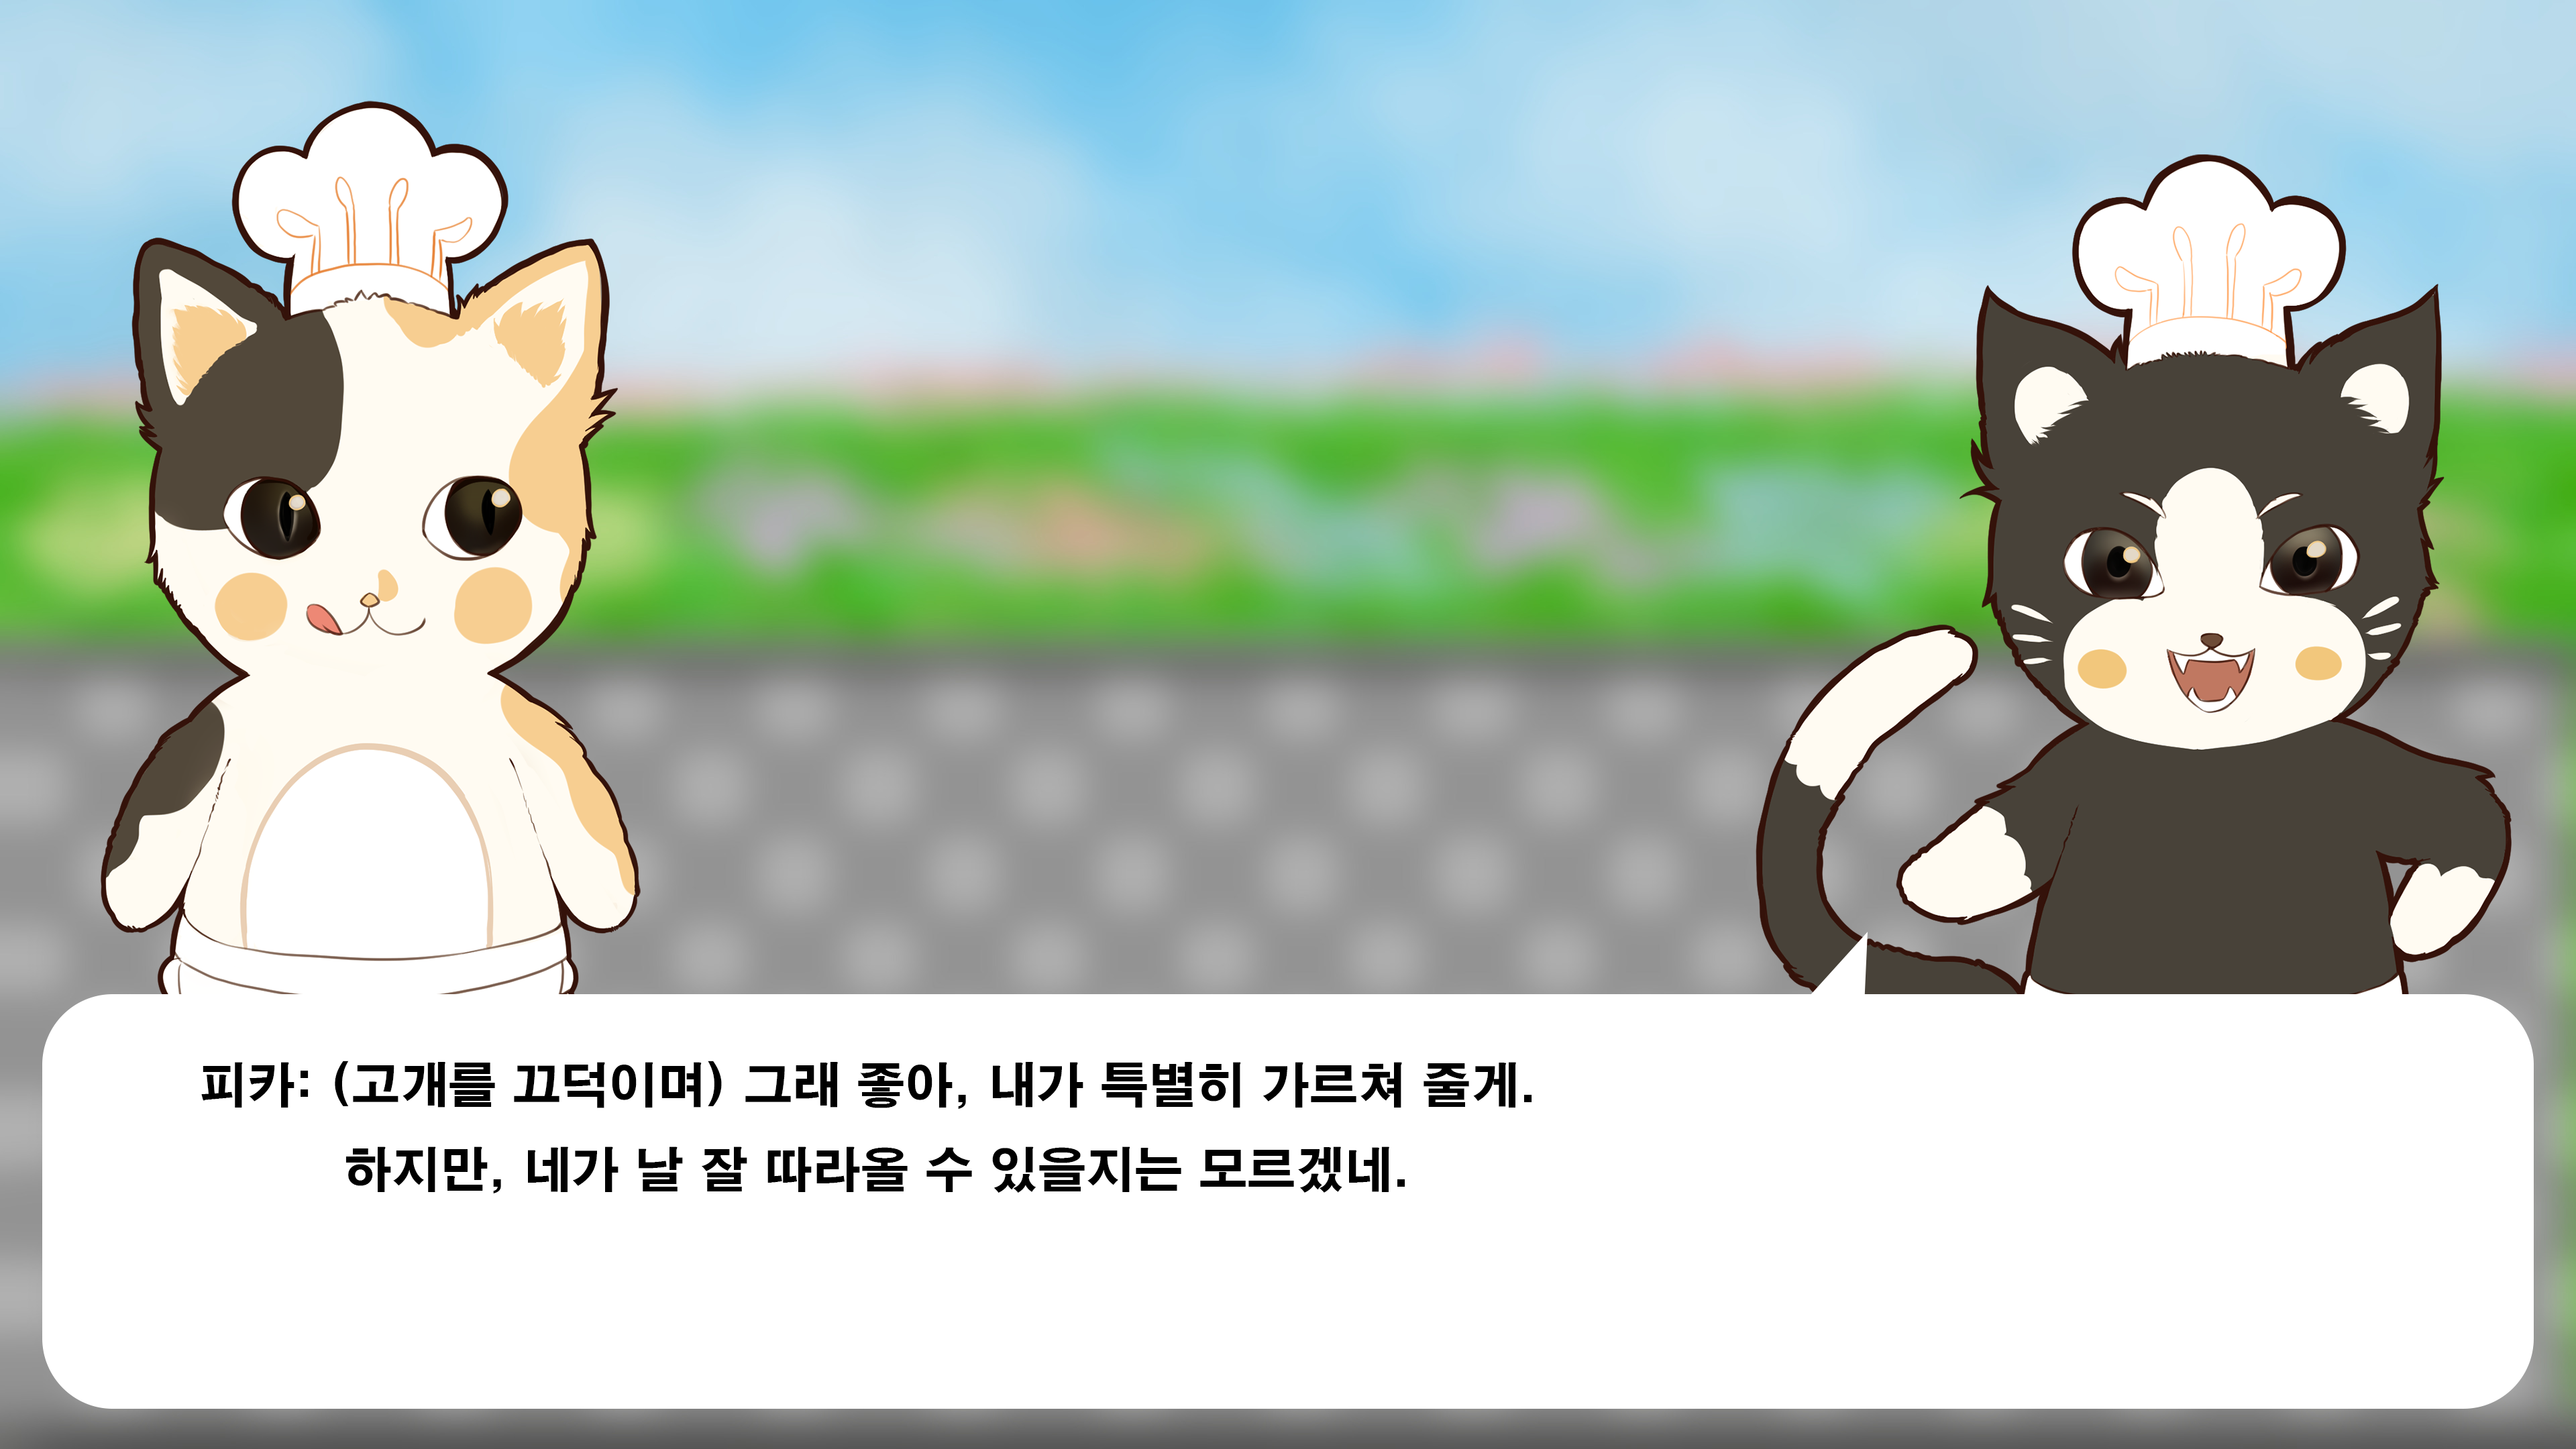 피카: (고개를 끄덕이며) 그래 좋아, 내가 특별히 가르쳐 줄게.
하지만, 네가 날 잘 따라올 수 있을지는 모르겠네.